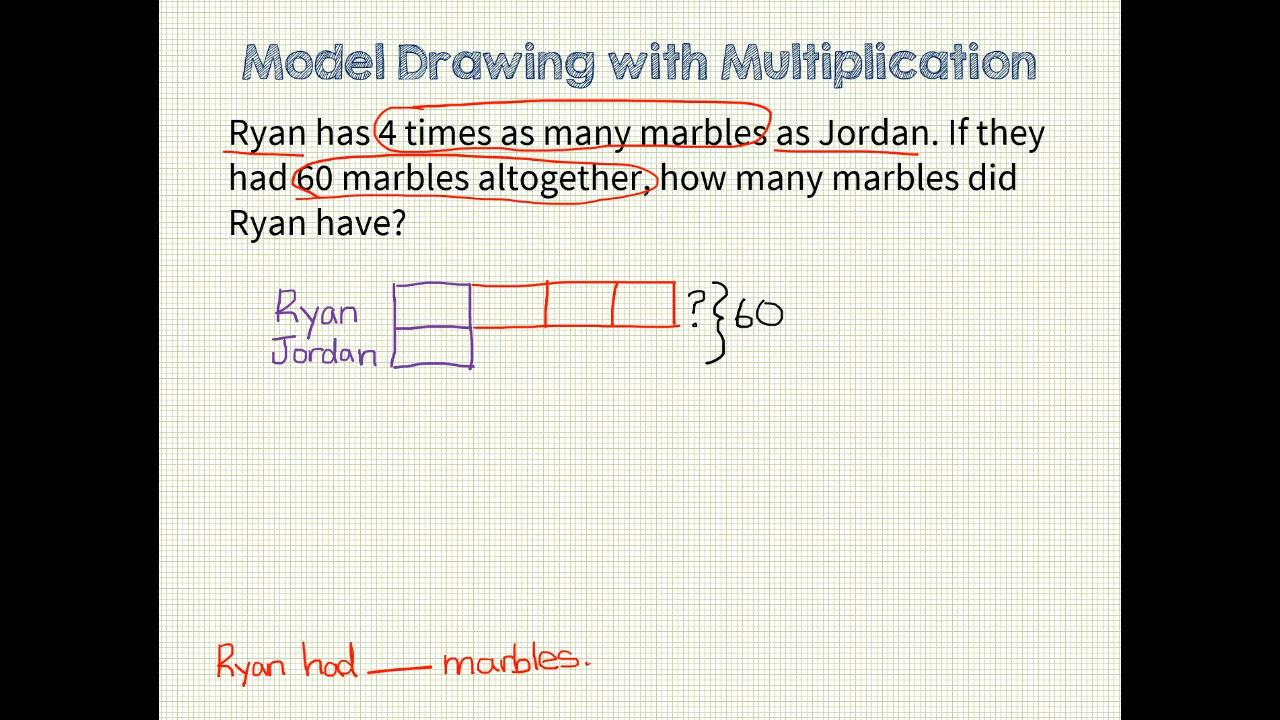 Model Drawing with Multiplication
Ryan has 4 times as many marbles as Jordan. If they
had 60 marbles altogether, how many marbles did
Ryan have?
Ryan ? } 60
Jordan
Ryan had ___ marbles.